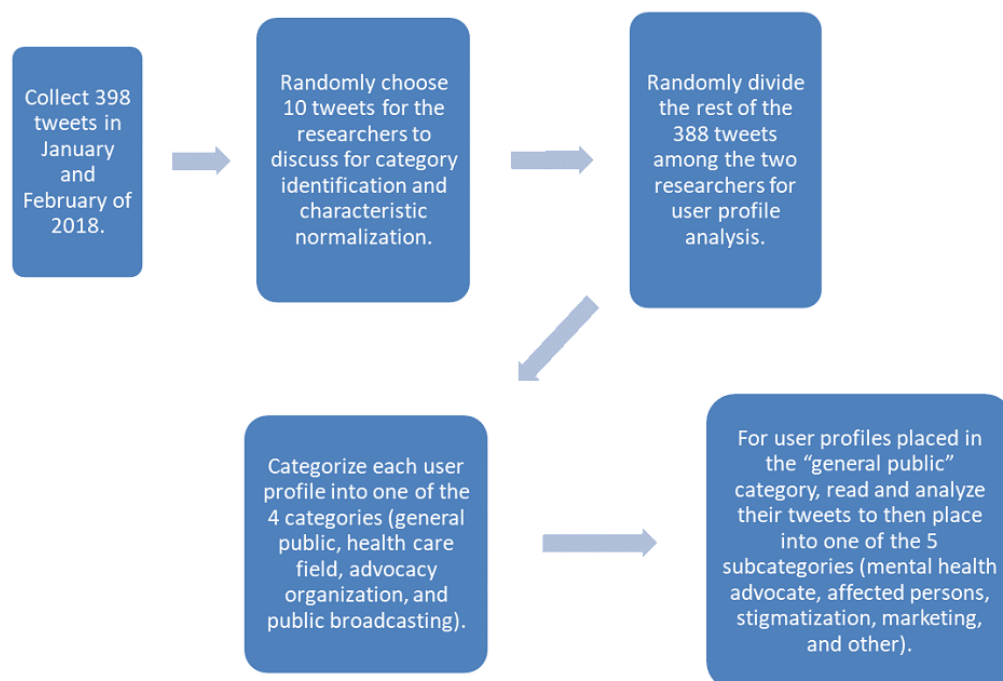 Collect 398
tweets in
January
and
February of
2018.
Randomly choose
10 tweets for the
researchers to
discuss for category
identification and
characteristic
normalization.
Randomly divide
the rest of the
388 tweets
among the two
researchers for
user profile
analysis.
Categorize each user
profile into one of the
4 categories (general
public, health care
field, advocacy
organization, and
public broadcasting).
For user profiles placed in
the “general public”
category, read and analyze
their tweets to then place
into one of the 5
subcategories (mental health
advocate, affected persons,
stigmatization, marketing,
and other).